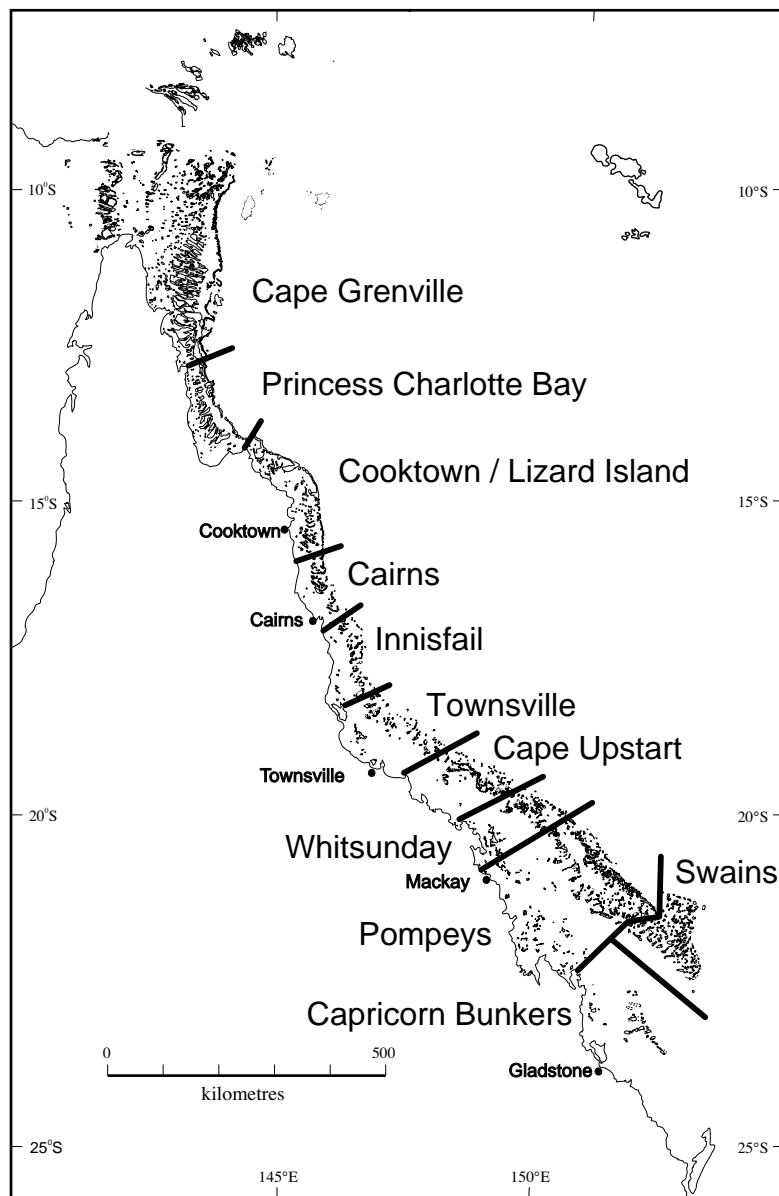 10°S
10°S
Cape Grenville
Princess Charlotte Bay
Cooktown / Lizard Island
15°S
15°S
Cooktown
Cairns
Cairns
Innisfail
Townsville
Cape Upstart
Townsville
20°S
20°S
Whitsunday
Swains
Mackay
Pompeys
Capricorn Bunkers
0
500
kilometres
Gladstone
25°S
25°S
145°E
150°E